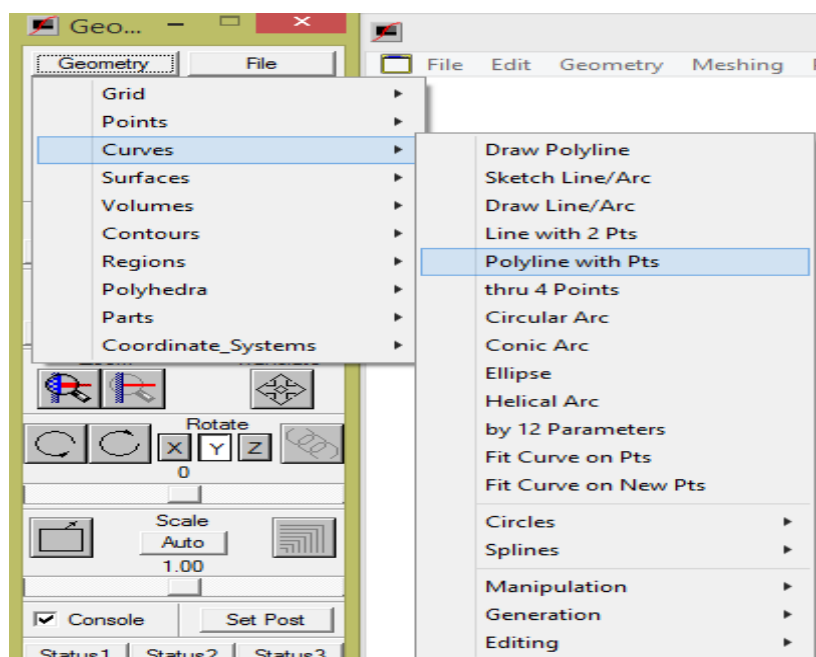 Geo...
Geometry File
File Edit Geometry Meshing
Grid
Points
Curves
Surfaces
Volumes
Contours
Regions
Polyhedra
Parts
Coordinate_Systems
Draw Polyline
Sketch Line/Arc
Draw Line/Arc
Line with 2 Pts
Polyline with Pts
thru 4 Points
Circular Arc
Conic Arc
Ellipse
Helical Arc
by 12 Parameters
Fit Curve on Pts
Fit Curve on New Pts
Circles
Splines
Manipulation
Generation
Editing
Rotate
X Y Z
0
Scale
Auto
1.00
Console Set Post
Status1 Status2 Status3